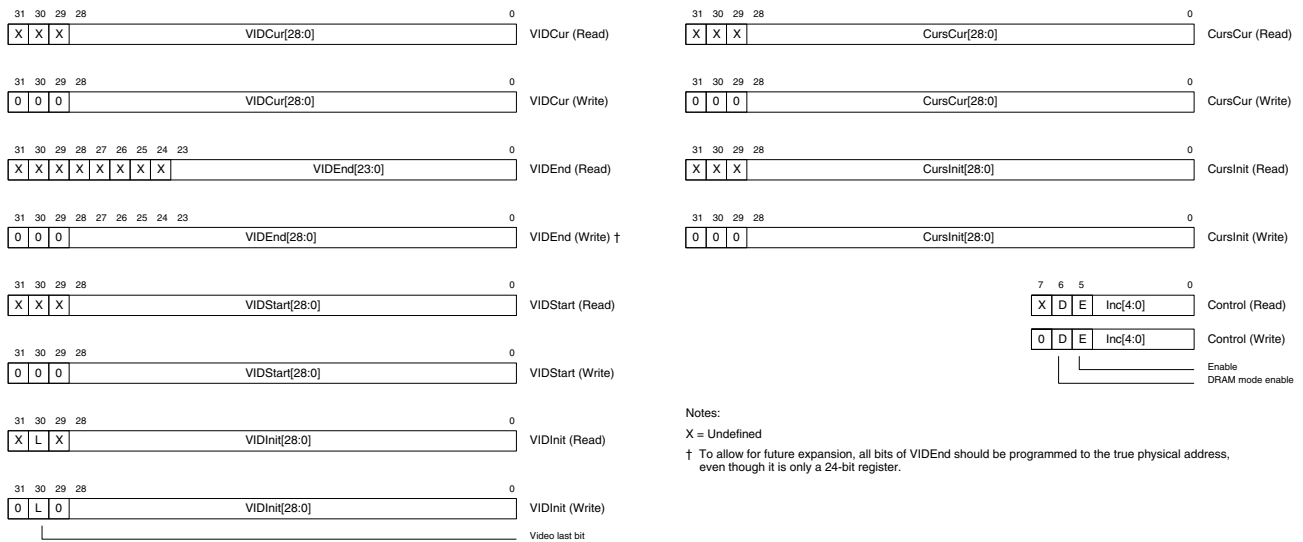 31 30 29 28 0
X X X VIDCur[28:0] VIDCur (Read)
31 30 29 28 0
0 0 0 VIDCur[28:0] VIDCur (Write)
31 30 29 28 27 26 25 24 23 0
X X X X X X X X VIDEnd[23:0] VIDEnd (Read)
31 30 29 28 27 26 25 24 23 0
0 0 0 VIDEnd[28:0] VIDEnd (Write) †
31 30 29 28 0
X X X VIDStart[28:0] VIDStart (Read)
31 30 29 28 0
0 0 0 VIDStart[28:0] VIDStart (Write)
31 30 29 28 0
X L X VIDInit[28:0] VIDInit (Read)
31 30 29 28 0
0 L 0 VIDInit[28:0] VIDInit (Write)
Video last bit
31 30 29 28 0
X X X CursCur[28:0] CursCur (Read)
31 30 29 28 0
0 0 0 CursCur[28:0] CursCur (Write)
31 30 29 28 0
X X X CursInit[28:0] CursInit (Read)
31 30 29 28 0
0 0 0 CursInit[28:0] CursInit (Write)
7 6 5 0
X D E Inc[4:0] Control (Read)
0 D E Inc[4:0] Control (Write)
Enable
DRAM mode enable
Notes:
X = Undefined
† To allow for future expansion, all bits of VIDEnd should be programmed to the true physical address,
even though it is only a 24-bit register.